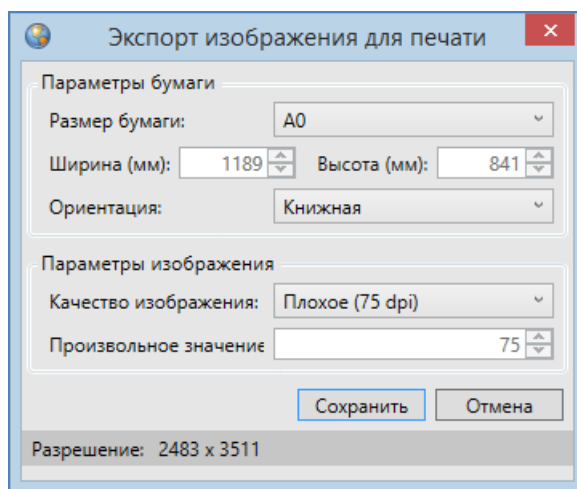 Экспорт изображения для печати
Параметры бумаги
Размер бумаги: A0
Ширина (мм): 1189 Высота (мм): 841
Ориентация: Книжная
Параметры изображения
Качество изображения: Плохое (75 dpi)
Произвольное значение 75
Сохранить Отмена
Разрешение: 2483 x 3511